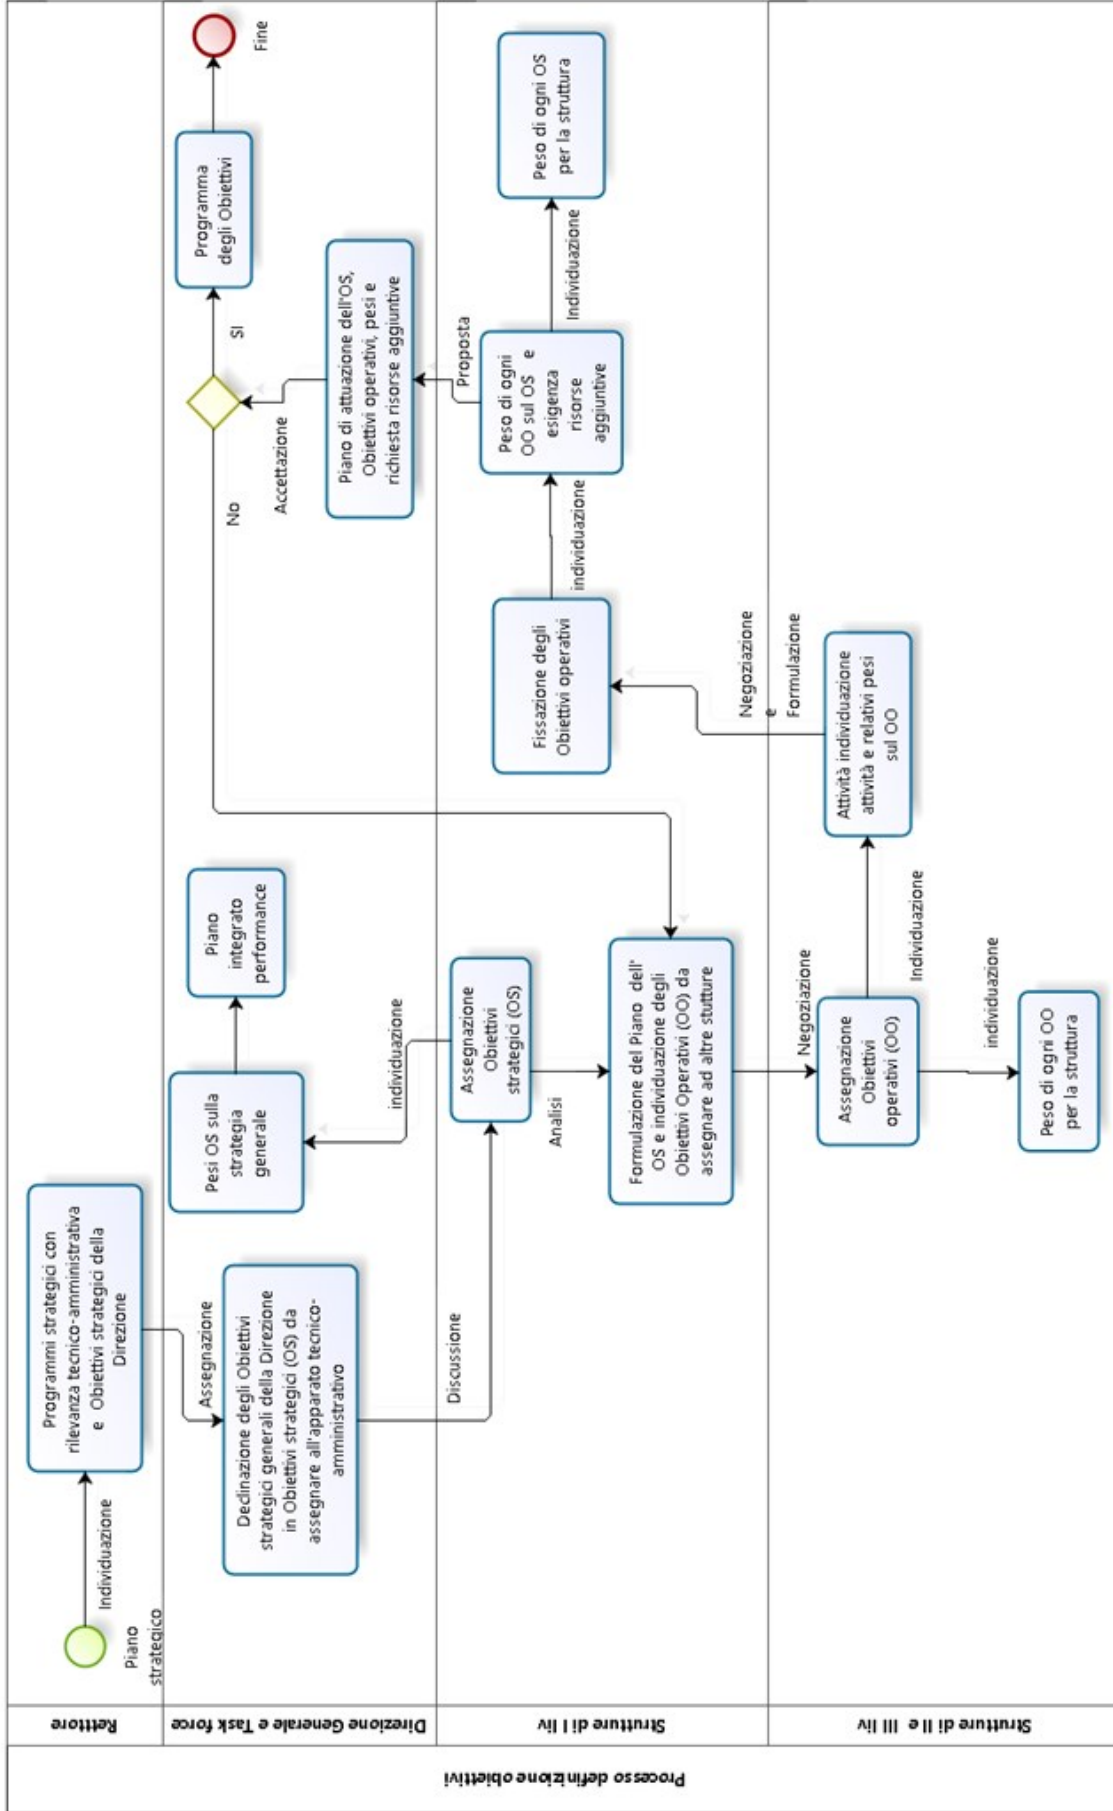 Processo definizione obiettivi
Retttore
Direzione Generale e Task force
Strutture di I liv
Strutture di II e III liv
Piano
strategico
Individuazione
Programmi strategici con
rilevanza tecnico-amministrativa
e Obiettivi strategici della
Direzione
Assegnazione
Declinazione degli Obiettivi
strategici generali della Direzione
in Obiettivi strategici (OS) da
assegnare all'apparato tecnico-
amministrativo
Discussione
Assegnazione
Obiettivi
strategici (OS)
individuazione
Pesi OS sulla
strategia
generale
Piano
integrato
performance
Analisi
Formulazione del Piano dell'
OS e individuazione degli
Obiettivi Operativi (OO) da
assegnare ad altre stutture
Negoziazione
Assegnazione
Obiettivi
operativi (OO)
individuazione
Peso di ogni OO
per la struttura
Individuazione
Attività individuazione
attività e relativi pesi
sul OO
Negoziazione
e
Formulazione
Fissazione degli
Obiettivi operativi
individuazione
Peso di ogni
OO sul OS e
esigenza
risorse
aggiuntive
Individuazione
Peso di ogni OS
per la struttura
Proposta
Piano di attuazione dell'OS,
Obiettivi operativi, pesi e
richiesta risorse aggiuntive
Accettazione
No
SI
Programma
degli Obiettivi
Fine